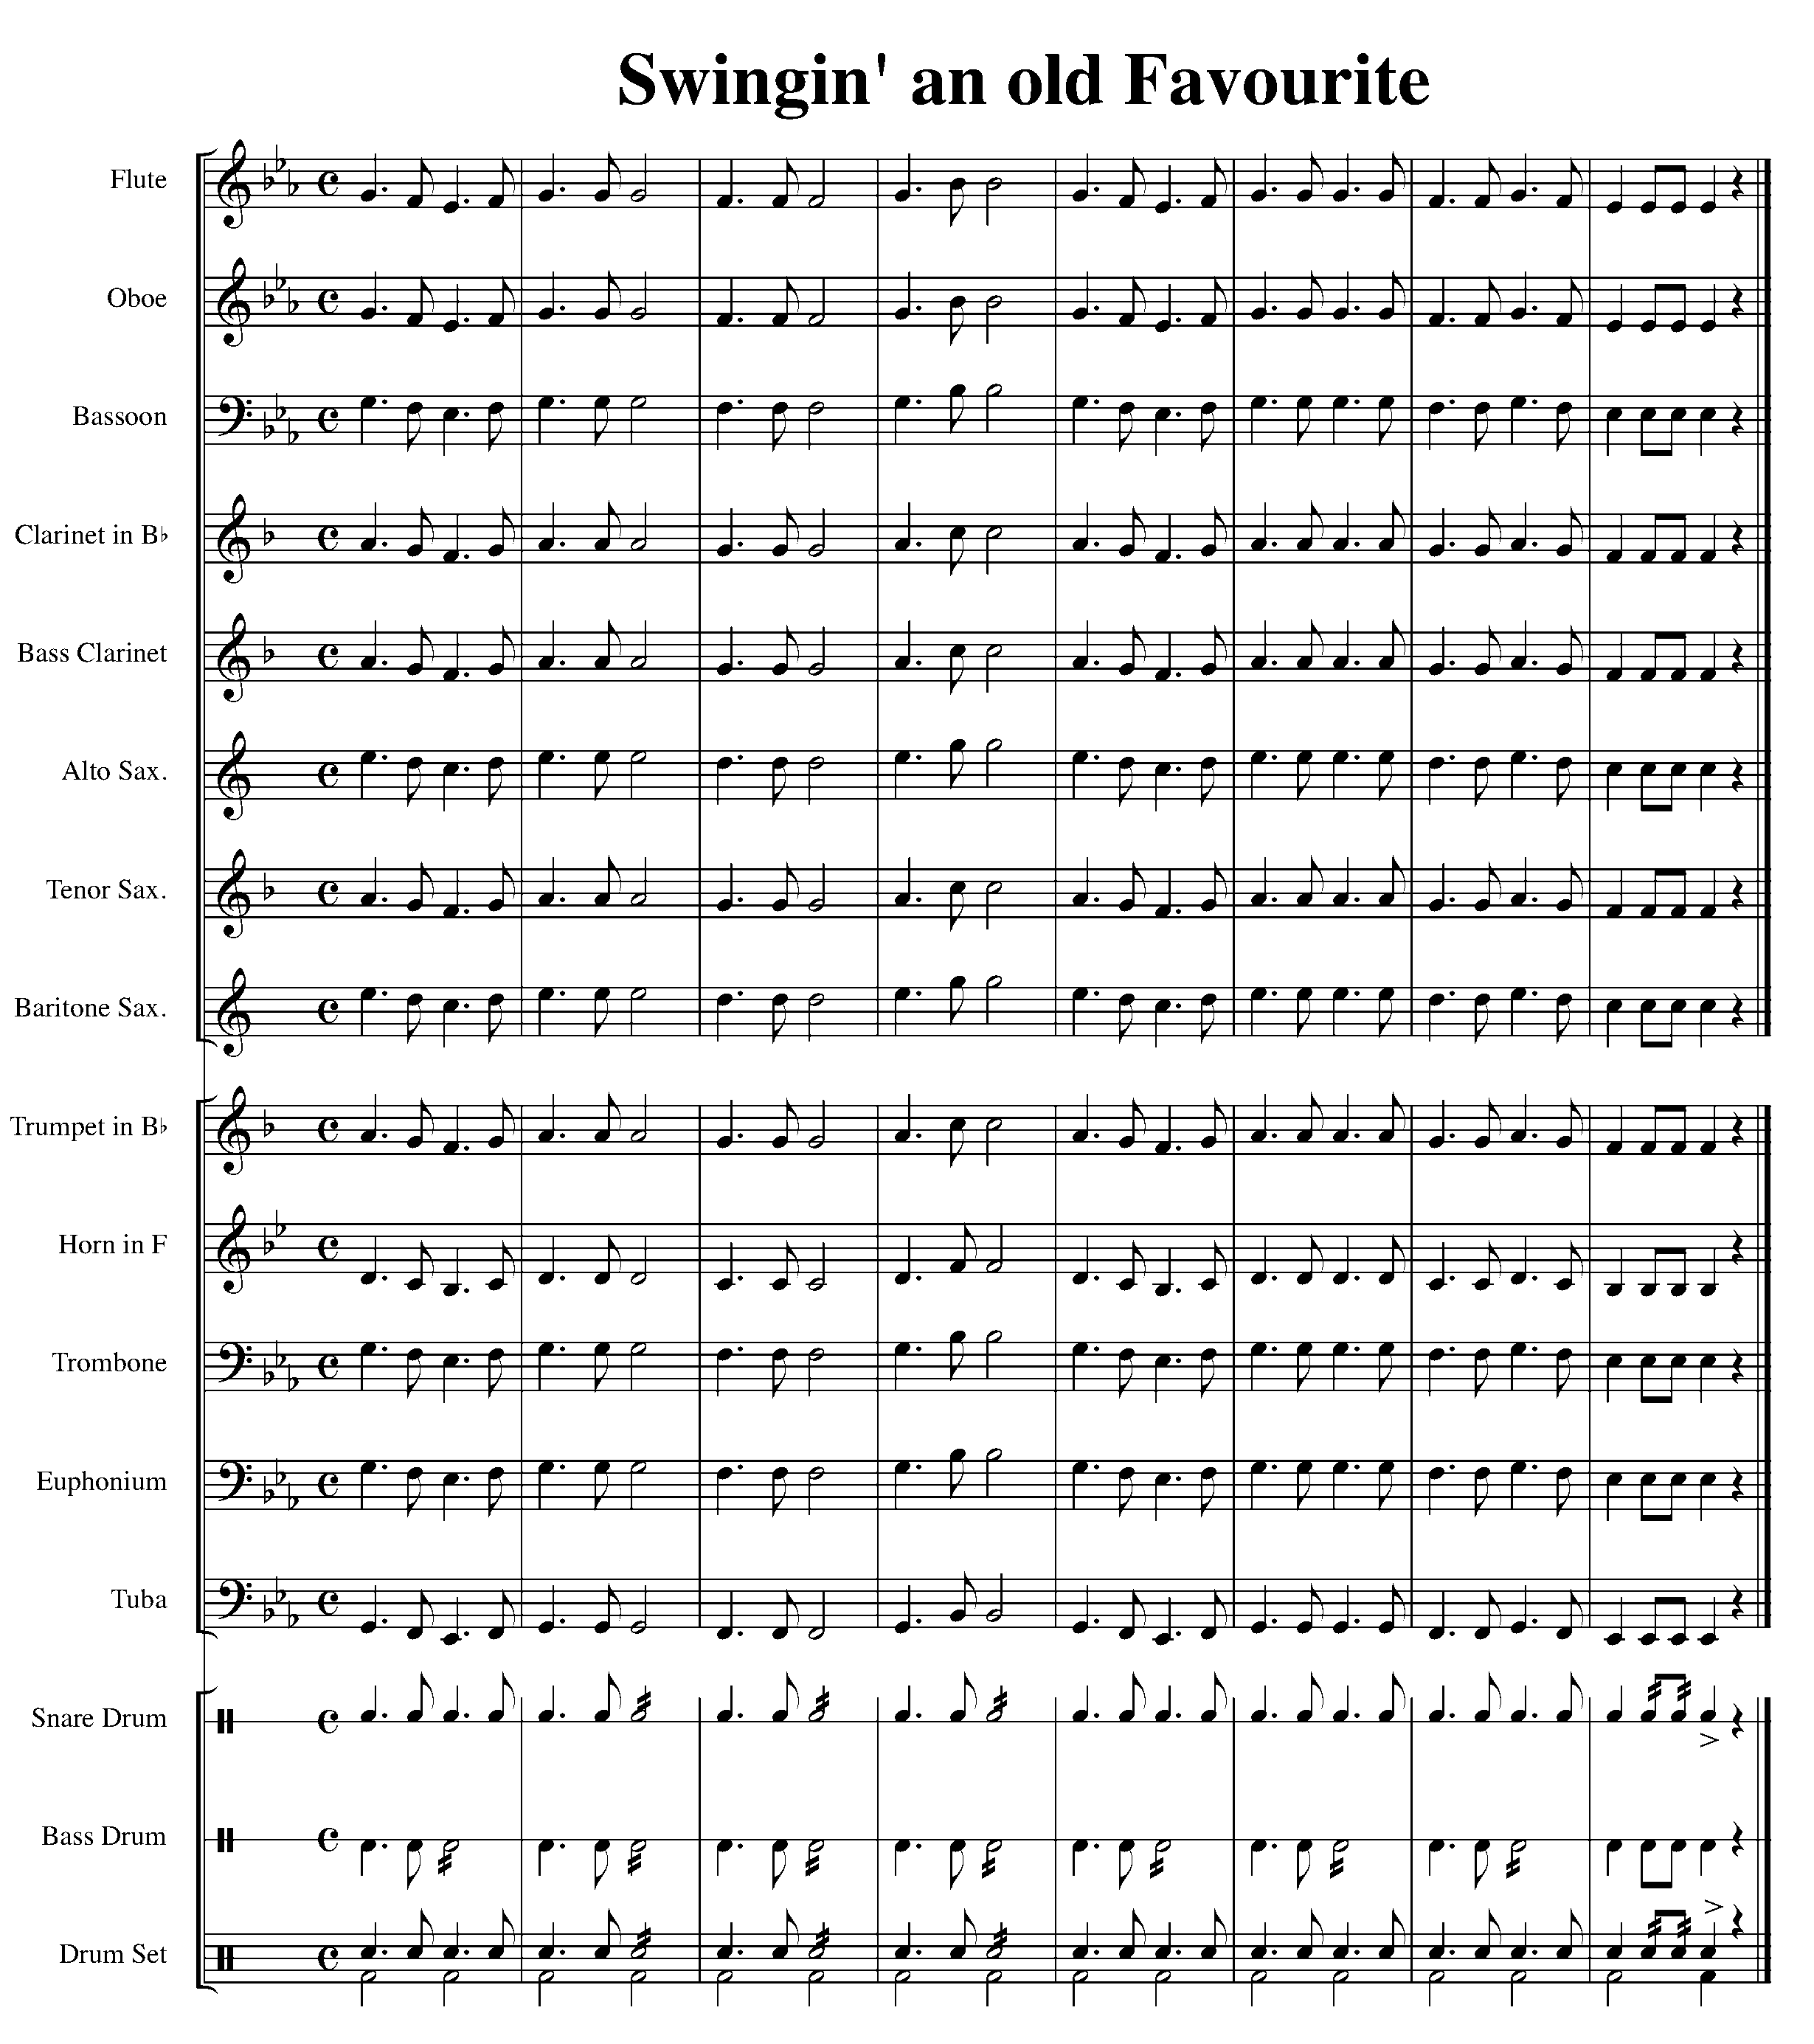 Swingin' an old Favourite
Flute
Oboe
Bassoon
Clarinet in B♭
Bass Clarinet
Alto Sax.
Tenor Sax.
Baritone Sax.
Trumpet in B♭
Horn in F
Trombone
Euphonium
Tuba
Snare Drum
Bass Drum
Drum Set